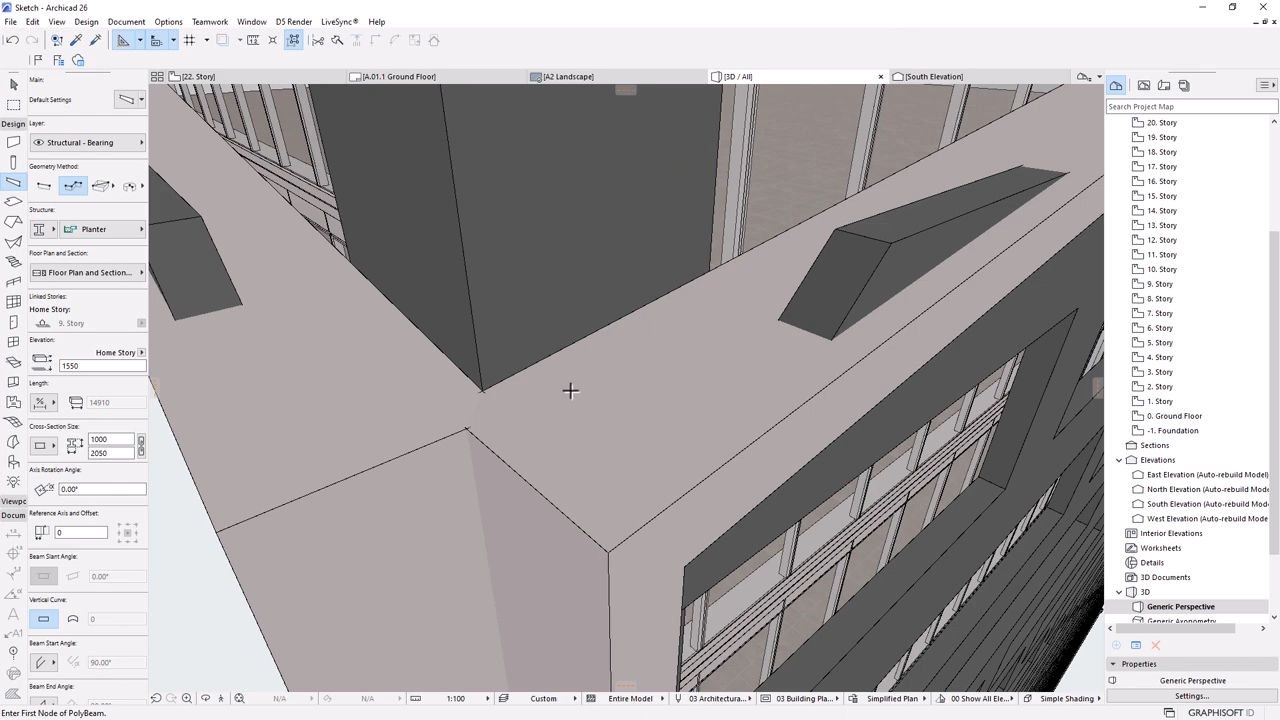 Sketch - Archicad 26
File Edit View Design Document Options Teamwork Window D5 Render LiveSync® Help
Main:
Default Settings
Layer:
Structural - Bearing
Geometry Method:
Structure:
Planter
Floor Plan and Section:
Floor Plan and Section...
Linked Stories:
Home Story:
9. Story
Elevation:
Home Story
1550
Length:
14910
Cross-Section Size:
1000
2050
Axis Rotation Angle:
0.00°
Reference Axis and Offset:
0
Beam Slant Angle:
0.00°
Vertical Curve:
0
Beam Start Angle:
90.00°
Beam End Angle:
Design
Viewpo
Docum
[22. Story]
[A.01.1 Ground Floor]
[A2 Landscape]
[3D / All]
[South Elevation]
Search Project Map
20. Story
19. Story
18. Story
17. Story
16. Story
15. Story
14. Story
13. Story
12. Story
11. Story
10. Story
9. Story
8. Story
7. Story
6. Story
5. Story
4. Story
3. Story
2. Story
1. Story
0. Ground Floor
-1. Foundation
Sections
Elevations
East Elevation (Auto-rebuild Model)
North Elevation (Auto-rebuild Mode
South Elevation (Auto-rebuild Mode
West Elevation (Auto-rebuild Mode
Interior Elevations
Worksheets
Details
3D Documents
3D
Generic Perspective
Generic Axonometry
Properties
Generic Perspective
Settings...
N/A
N/A
1:100
Custom
Entire Model
03 Architectura...
03 Building Pla...
Simplified Plan
00 Show All Ele...
Simple Shading
Enter First Node of PolyBeam.
GRAPHISOFT ID